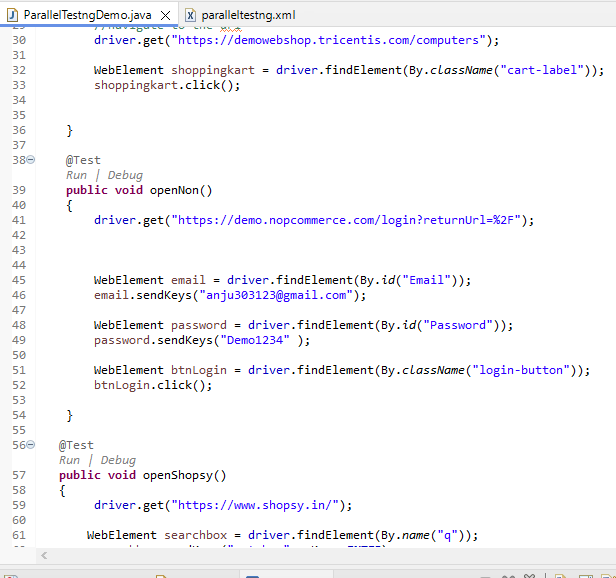 ParallelTestngDemo.java
paralleltestng.xml
30 driver.get("https://demowebshop.tricentis.com/computers");
31
32 WebElement shoppingkart = driver.findElement(By.className("cart-label"));
33 shoppingkart.click();
34
35
36 }
37
38 @Test
Run | Debug
39 public void openNon()
40 {
41 driver.get("https://demo.nopcommerce.com/login?returnUrl=%2F");
42
43
44
45 WebElement email = driver.findElement(By.id("Email"));
46 email.sendKeys("anju303123@gmail.com");
47
48 WebElement password = driver.findElement(By.id("Password"));
49 password.sendKeys("Demo1234" );
50
51 WebElement btnLogin = driver.findElement(By.className("login-button"));
52 btnLogin.click();
53
54 }
55
56 @Test
Run | Debug
57 public void openShopsy()
58 {
59 driver.get("https://www.shopsy.in/");
60
61 WebElement searchbox = driver.findElement(By.name("q"));